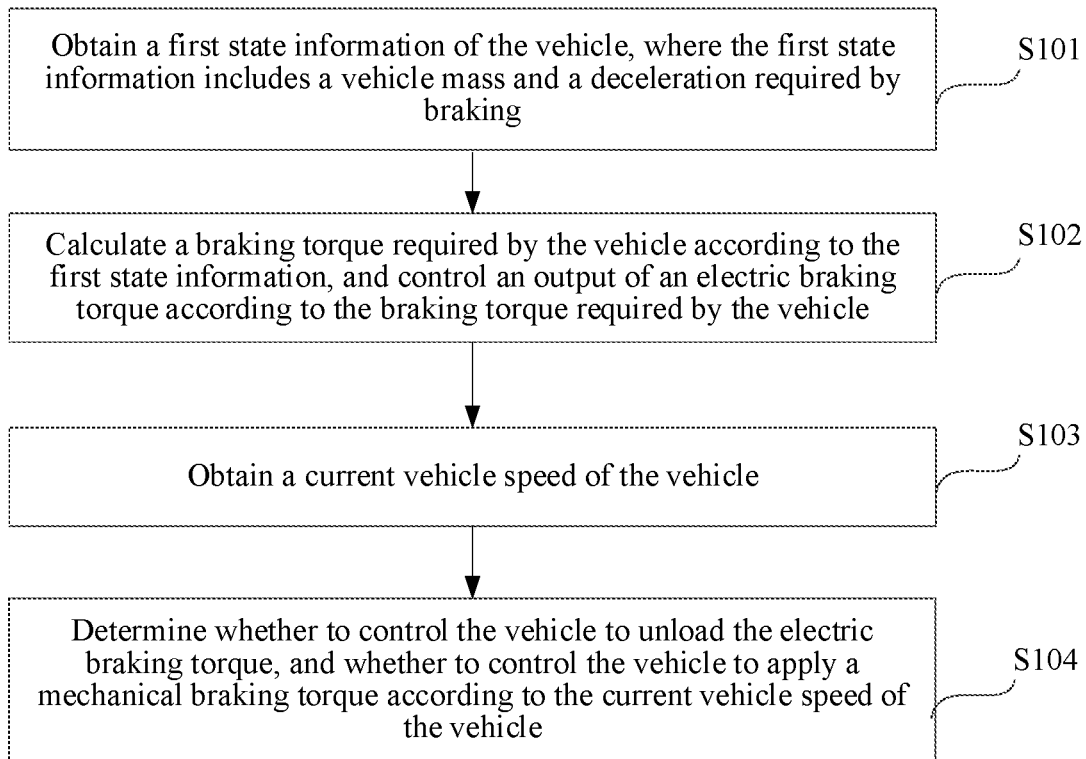 Obtain a first state information of the vehicle, where the first state
information includes a vehicle mass and a deceleration required by
braking
S101
Calculate a braking torque required by the vehicle according to the
first state information, and control an output of an electric braking
torque according to the braking torque required by the vehicle
S102
Obtain a current vehicle speed of the vehicle
S103
Determine whether to control the vehicle to unload the electric
braking torque, and whether to control the vehicle to apply a
mechanical braking torque according to the current vehicle speed of
the vehicle
S104